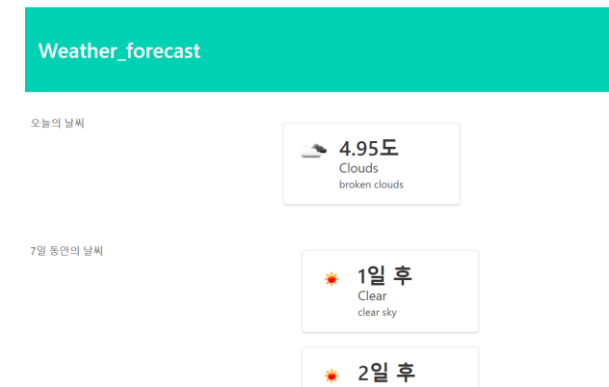 Weather_forecast
오늘의 날씨
4.95도
Clouds
broken clouds
7일 동안의 날씨
1일 후
Clear
clear sky
2일 후